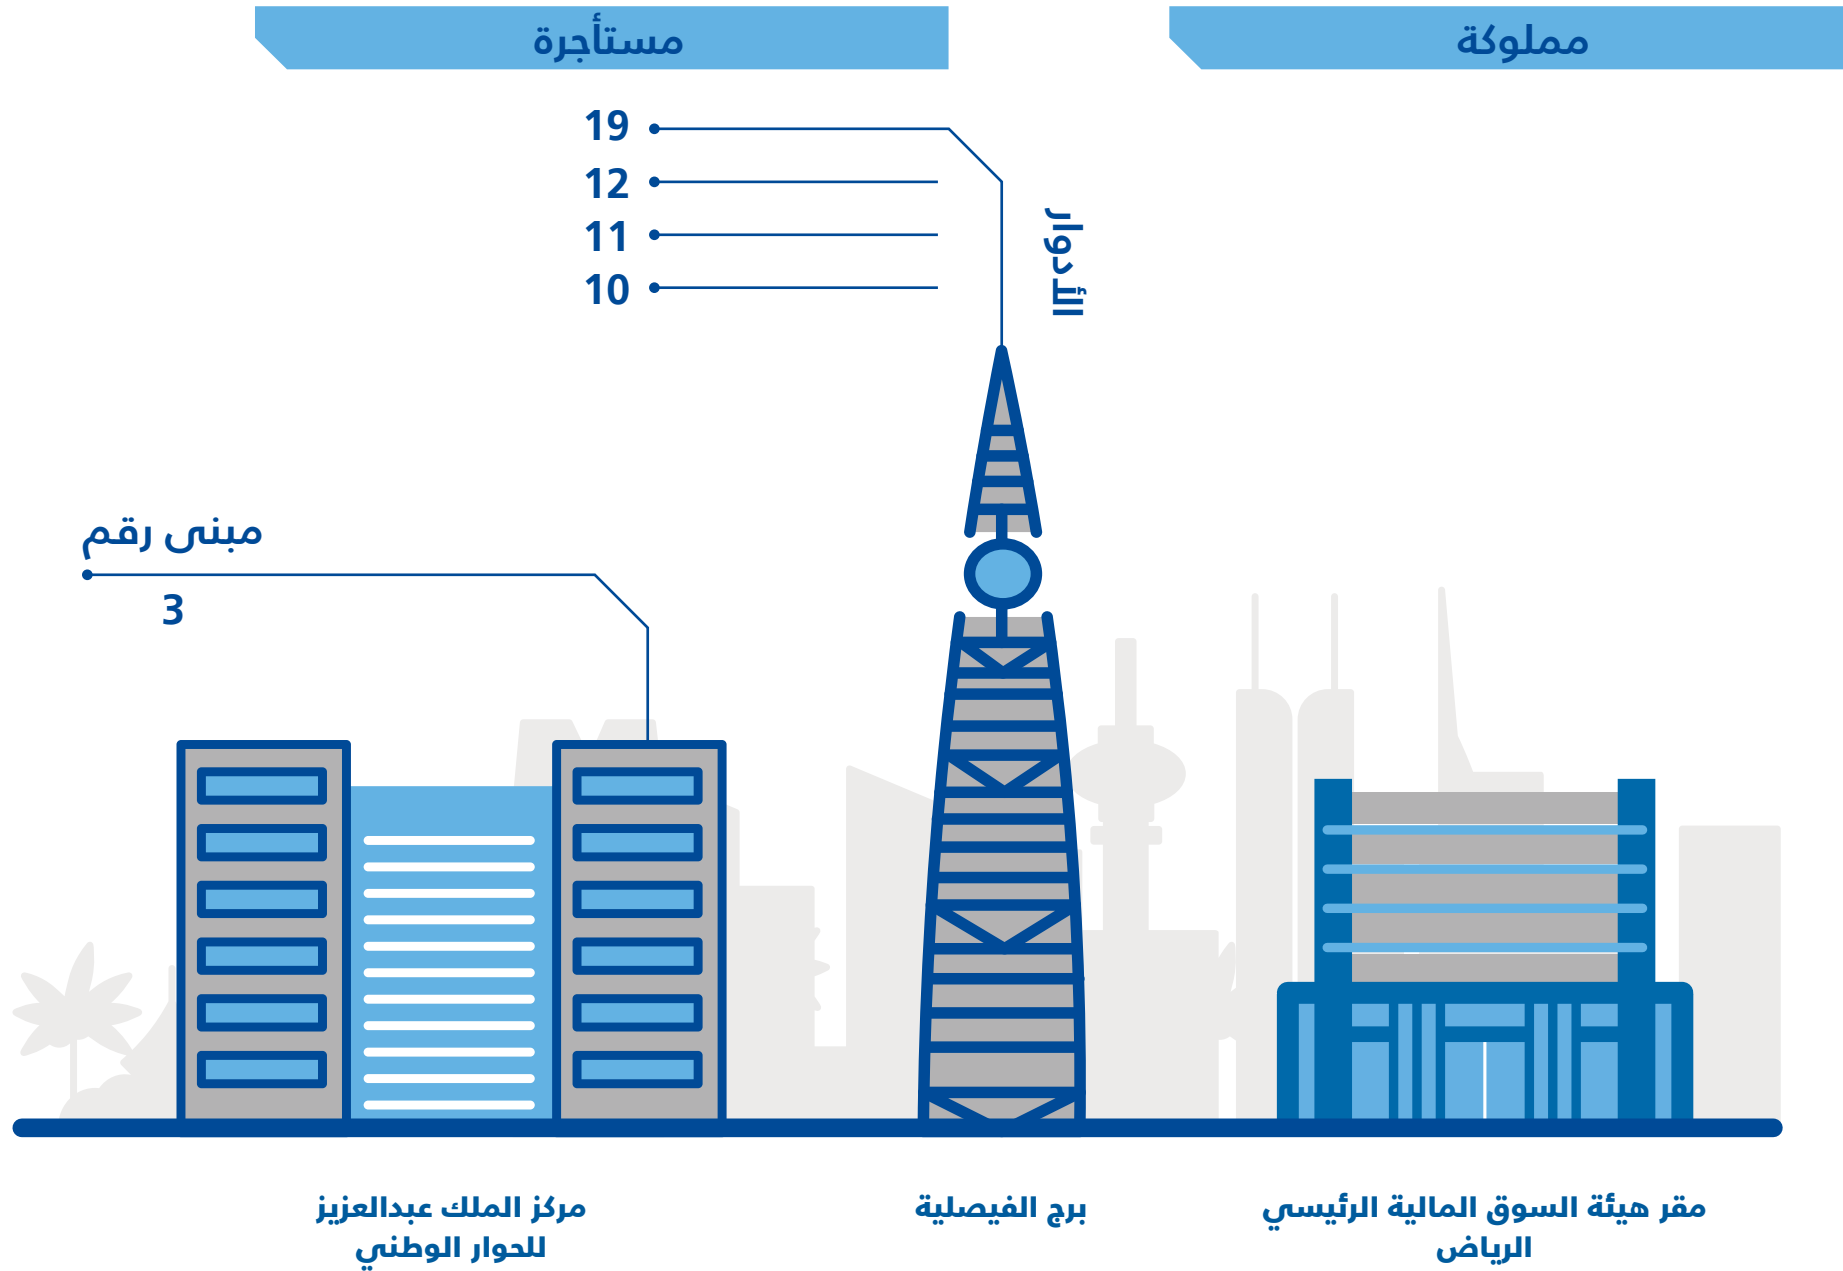 مملوكة
مستأجرة
الأدوار
19
12
11
10
مبنى رقم
3
مقر هيئة السوق المالية الرئيسي
الرياض
برج الفيصلية
مركز الملك عبدالعزيز
للحوار الوطني